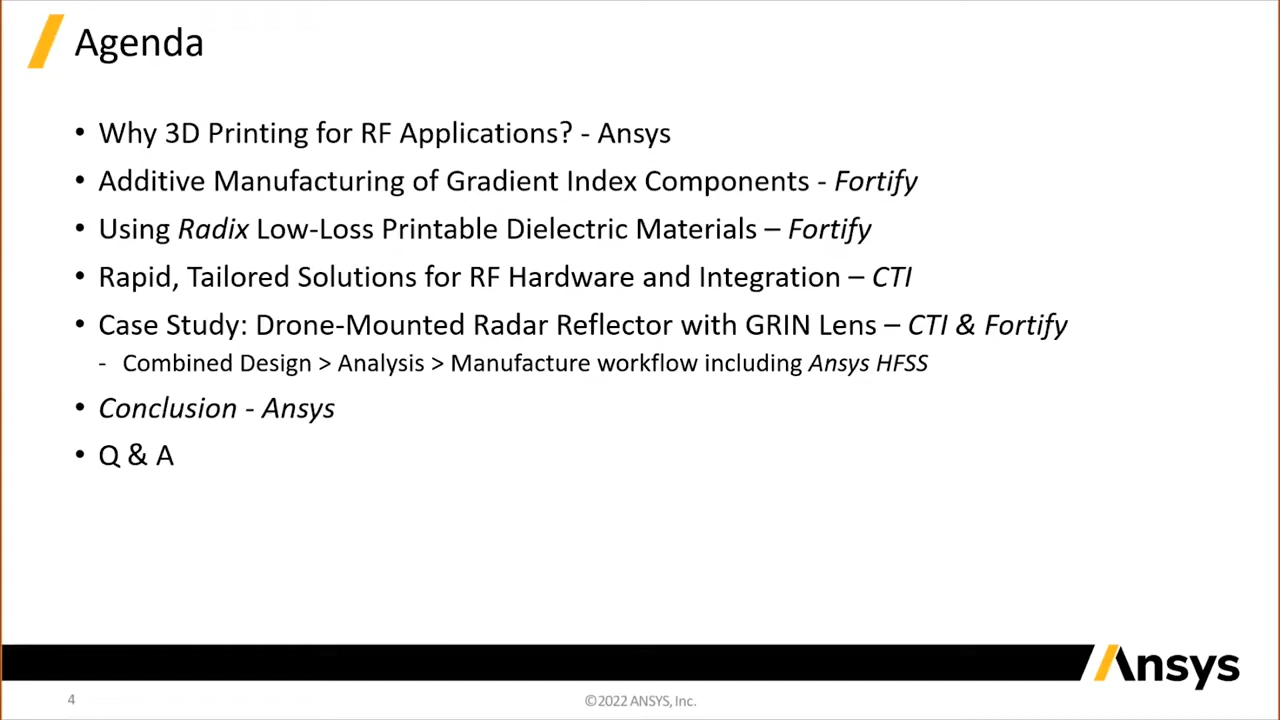 Agenda
• Why 3D Printing for RF Applications? - Ansys
• Additive Manufacturing of Gradient Index Components - Fortify
• Using Radix Low-Loss Printable Dielectric Materials – Fortify
• Rapid, Tailored Solutions for RF Hardware and Integration – CTI
• Case Study: Drone-Mounted Radar Reflector with GRIN Lens – CTI & Fortify
- Combined Design > Analysis > Manufacture workflow including Ansys HFSS
• Conclusion - Ansys
• Q & A
Ansys
4
©2022 ANSYS, Inc.